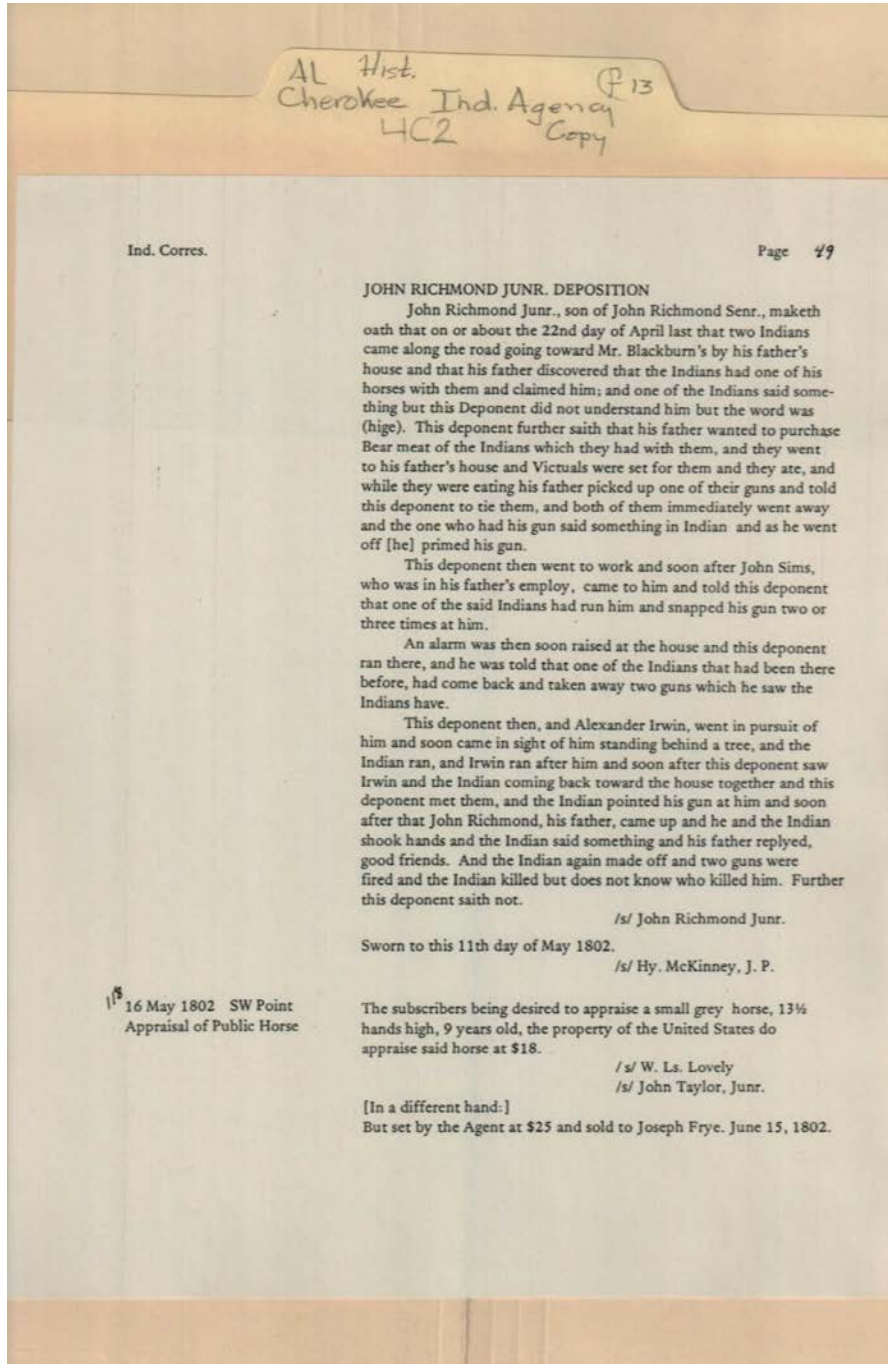 AL Hist. f 13
Cherokee Ind. Agency
4C2 Copy
Ind. Corres.
Page 49
JOHN RICHMOND JUNR. DEPOSITION
John Richmond Junr., son of John Richmond Senr., maketh
oath that on or about the 22nd day of April last that two Indians
came along the road going toward Mr. Blackburn's by his father's
house and that his father discovered that the Indians had one of his
horses with them and claimed him; and one of the Indians said some-
thing but this Deponent did not understand him but the word was
(hige). This deponent further saith that his father wanted to purchase
Bear meat of the Indians which they had with them, and they went
to his father's house and Victuals were set for them and they ate, and
while they were eating his father picked up one of their guns and told
this deponent to tie them, and both of them immediately went away
and the one who had his gun said something in Indian and as he went
off [he] primed his gun.
This deponent then went to work and soon after John Sims,
who was in his father's employ, came to him and told this deponent
that one of the said Indians had run him and snapped his gun two or
three times at him.
An alarm was then soon raised at the house and this deponent
ran there, and he was told that one of the Indians that had been there
before, had come back and taken away two guns which he saw the
Indians have.
This deponent then, and Alexander Irwin, went in pursuit of
him and soon came in sight of him standing behind a tree, and the
Indian ran, and Irwin ran after him and soon after this deponent saw
Irwin and the Indian coming back toward the house together and this
deponent met them, and the Indian pointed his gun at him and soon
after that John Richmond, his father, came up and he and the Indian
shook hands and the Indian said something and his father replyed,
good friends. And the Indian again made off and two guns were
fired and the Indian killed but does not know who killed him. Further
this deponent saith not.
/s/ John Richmond Junr.
Sworn to this 11th day of May 1802.
/s/ Hy. McKinney, J. P.
16 May 1802 SW Point
Appraisal of Public Horse
The subscribers being desired to appraise a small grey horse, 13½
hands high, 9 years old, the property of the United States do
appraise said horse at $18.
/s/ W. Ls. Lovely
/s/ John Taylor, Junr.
[In a different hand:]
But set by the Agent at $25 and sold to Joseph Frye. June 15, 1802.